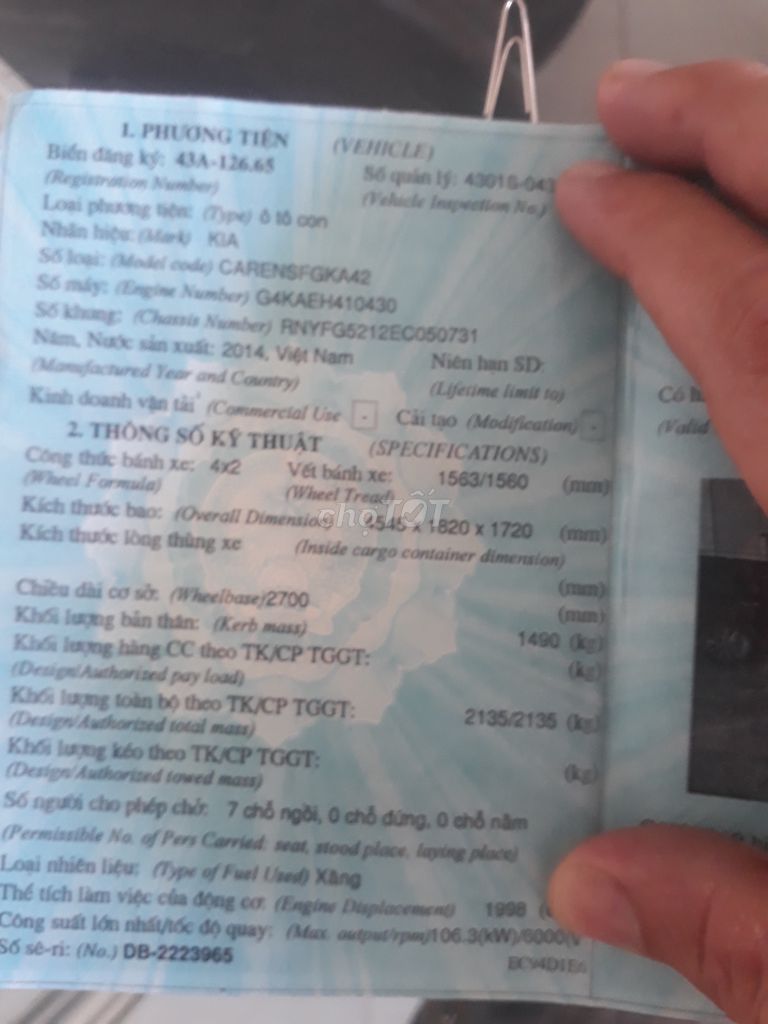 1. PHƯƠNG TIỆN (VEHICLE)
Biển đăng ký: 43A-126.65 Số quản lý: 4301S-043
(Registration Number) (Vehicle Inspection No.)
Loại phương tiện: (Type) ô tô con
Nhãn hiệu: (Mark) KIA
Số loại: (Model code) CARENSFGKA42
Số máy: (Engine Number) G4KAEH410430
Số khung: (Chassis Number) RNYFG5212EC050731
Năm, Nước sản xuất: 2014, Việt Nam Niên hạn SD:
(Manufactured Year and Country) (Lifetime limit to)
Kinh doanh vận tải (Commercial Use - Cải tạo (Modification) -
2. THÔNG SỐ KỸ THUẬT (SPECIFICATIONS)
Công thức bánh xe: 4x2 Vết bánh xe: 1563/1560 (mm)
(Wheel Formula) (Wheel Tread)
Kích thước bao: (Overall Dimension) 4545 x 1820 x 1720 (mm)
Kích thước lòng thùng xe (Inside cargo container dimension)
(mm)
Chiều dài cơ sở: (Wheelbase)2700 (mm)
Khối lượng bản thân: (Kerb mass) 1490 (kg)
Khối lượng hàng CC theo TK/CP TGGT: (kg)
(Design/Authorized pay load)
Khối lượng toàn bộ theo TK/CP TGGT: 2135/2135 (kg)
(Design/Authorized total mass)
Khối lượng kéo theo TK/CP TGGT: (kg)
(Design/Authorized towed mass)
Số người cho phép chở: 7 chỗ ngồi, 0 chỗ đứng, 0 chỗ nằm
(Permissible No. of Pers Carried: seat, stood place, laying place)
Loại nhiên liệu: (Type of Fuel Used) Xăng
Thể tích làm việc của động cơ: (Engine Displacement) 1998
Công suất lớn nhất/tốc độ quay: (Max. output/rpm)106.3(kW)/6000(v
Số sê-ri: (No.) DB-2223965
chợTỐT
(Valid